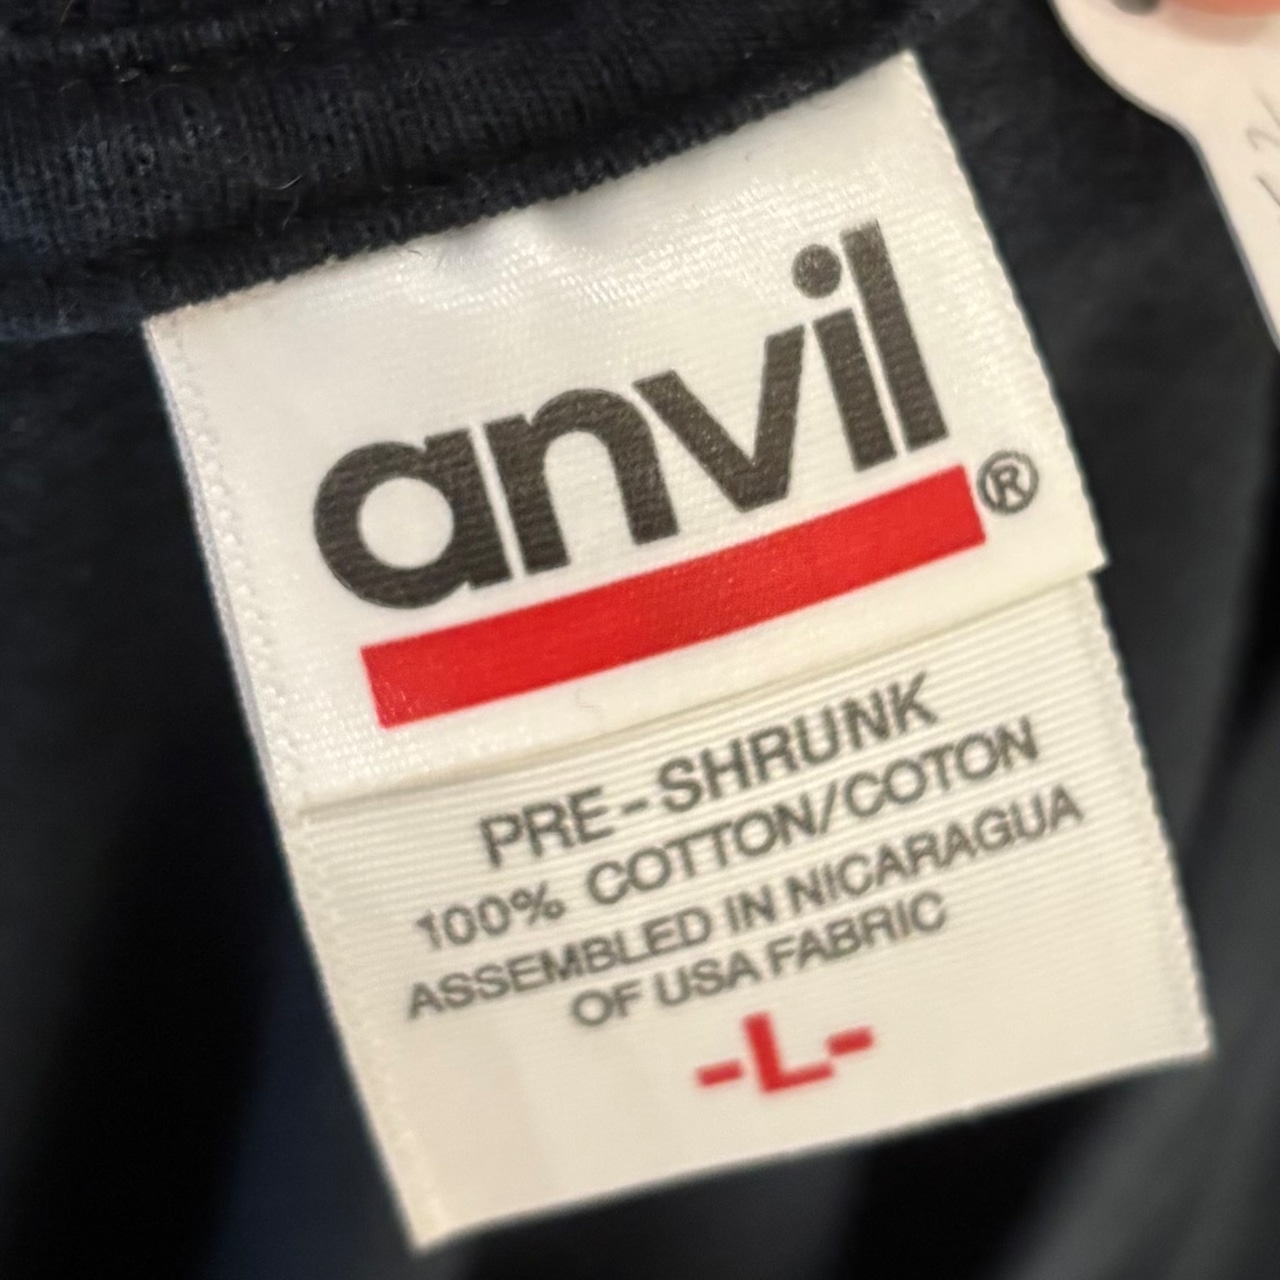 anvil®
PRE-SHRUNK
100% COTTON/COTON
ASSEMBLED IN NICARAGUA
OF USA FABRIC
-L-